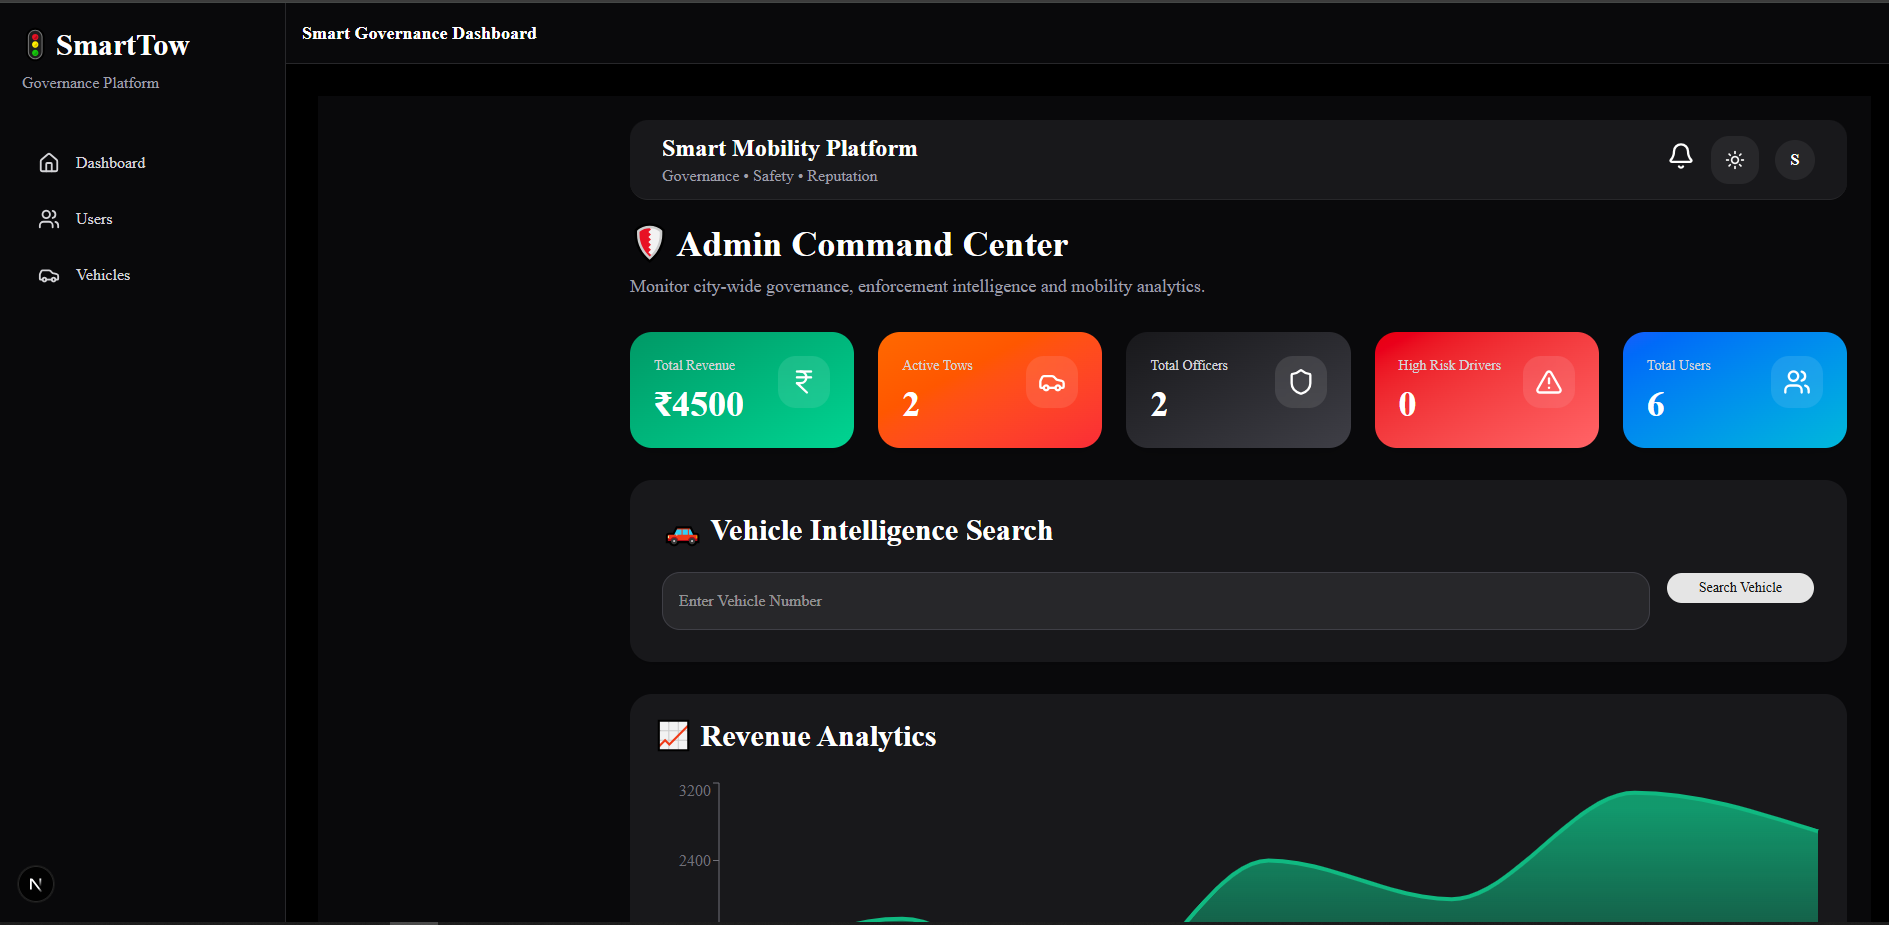 SmartTow
Governance Platform
Dashboard
Users
Vehicles
N
Smart Governance Dashboard
Smart Mobility Platform
Governance • Safety • Reputation
S
Admin Command Center
Monitor city-wide governance, enforcement intelligence and mobility analytics.
Total Revenue
₹4500
₹
Active Tows
2
Total Officers
2
High Risk Drivers
0
Total Users
6
Vehicle Intelligence Search
Enter Vehicle Number
Search Vehicle
Revenue Analytics
3200
2400